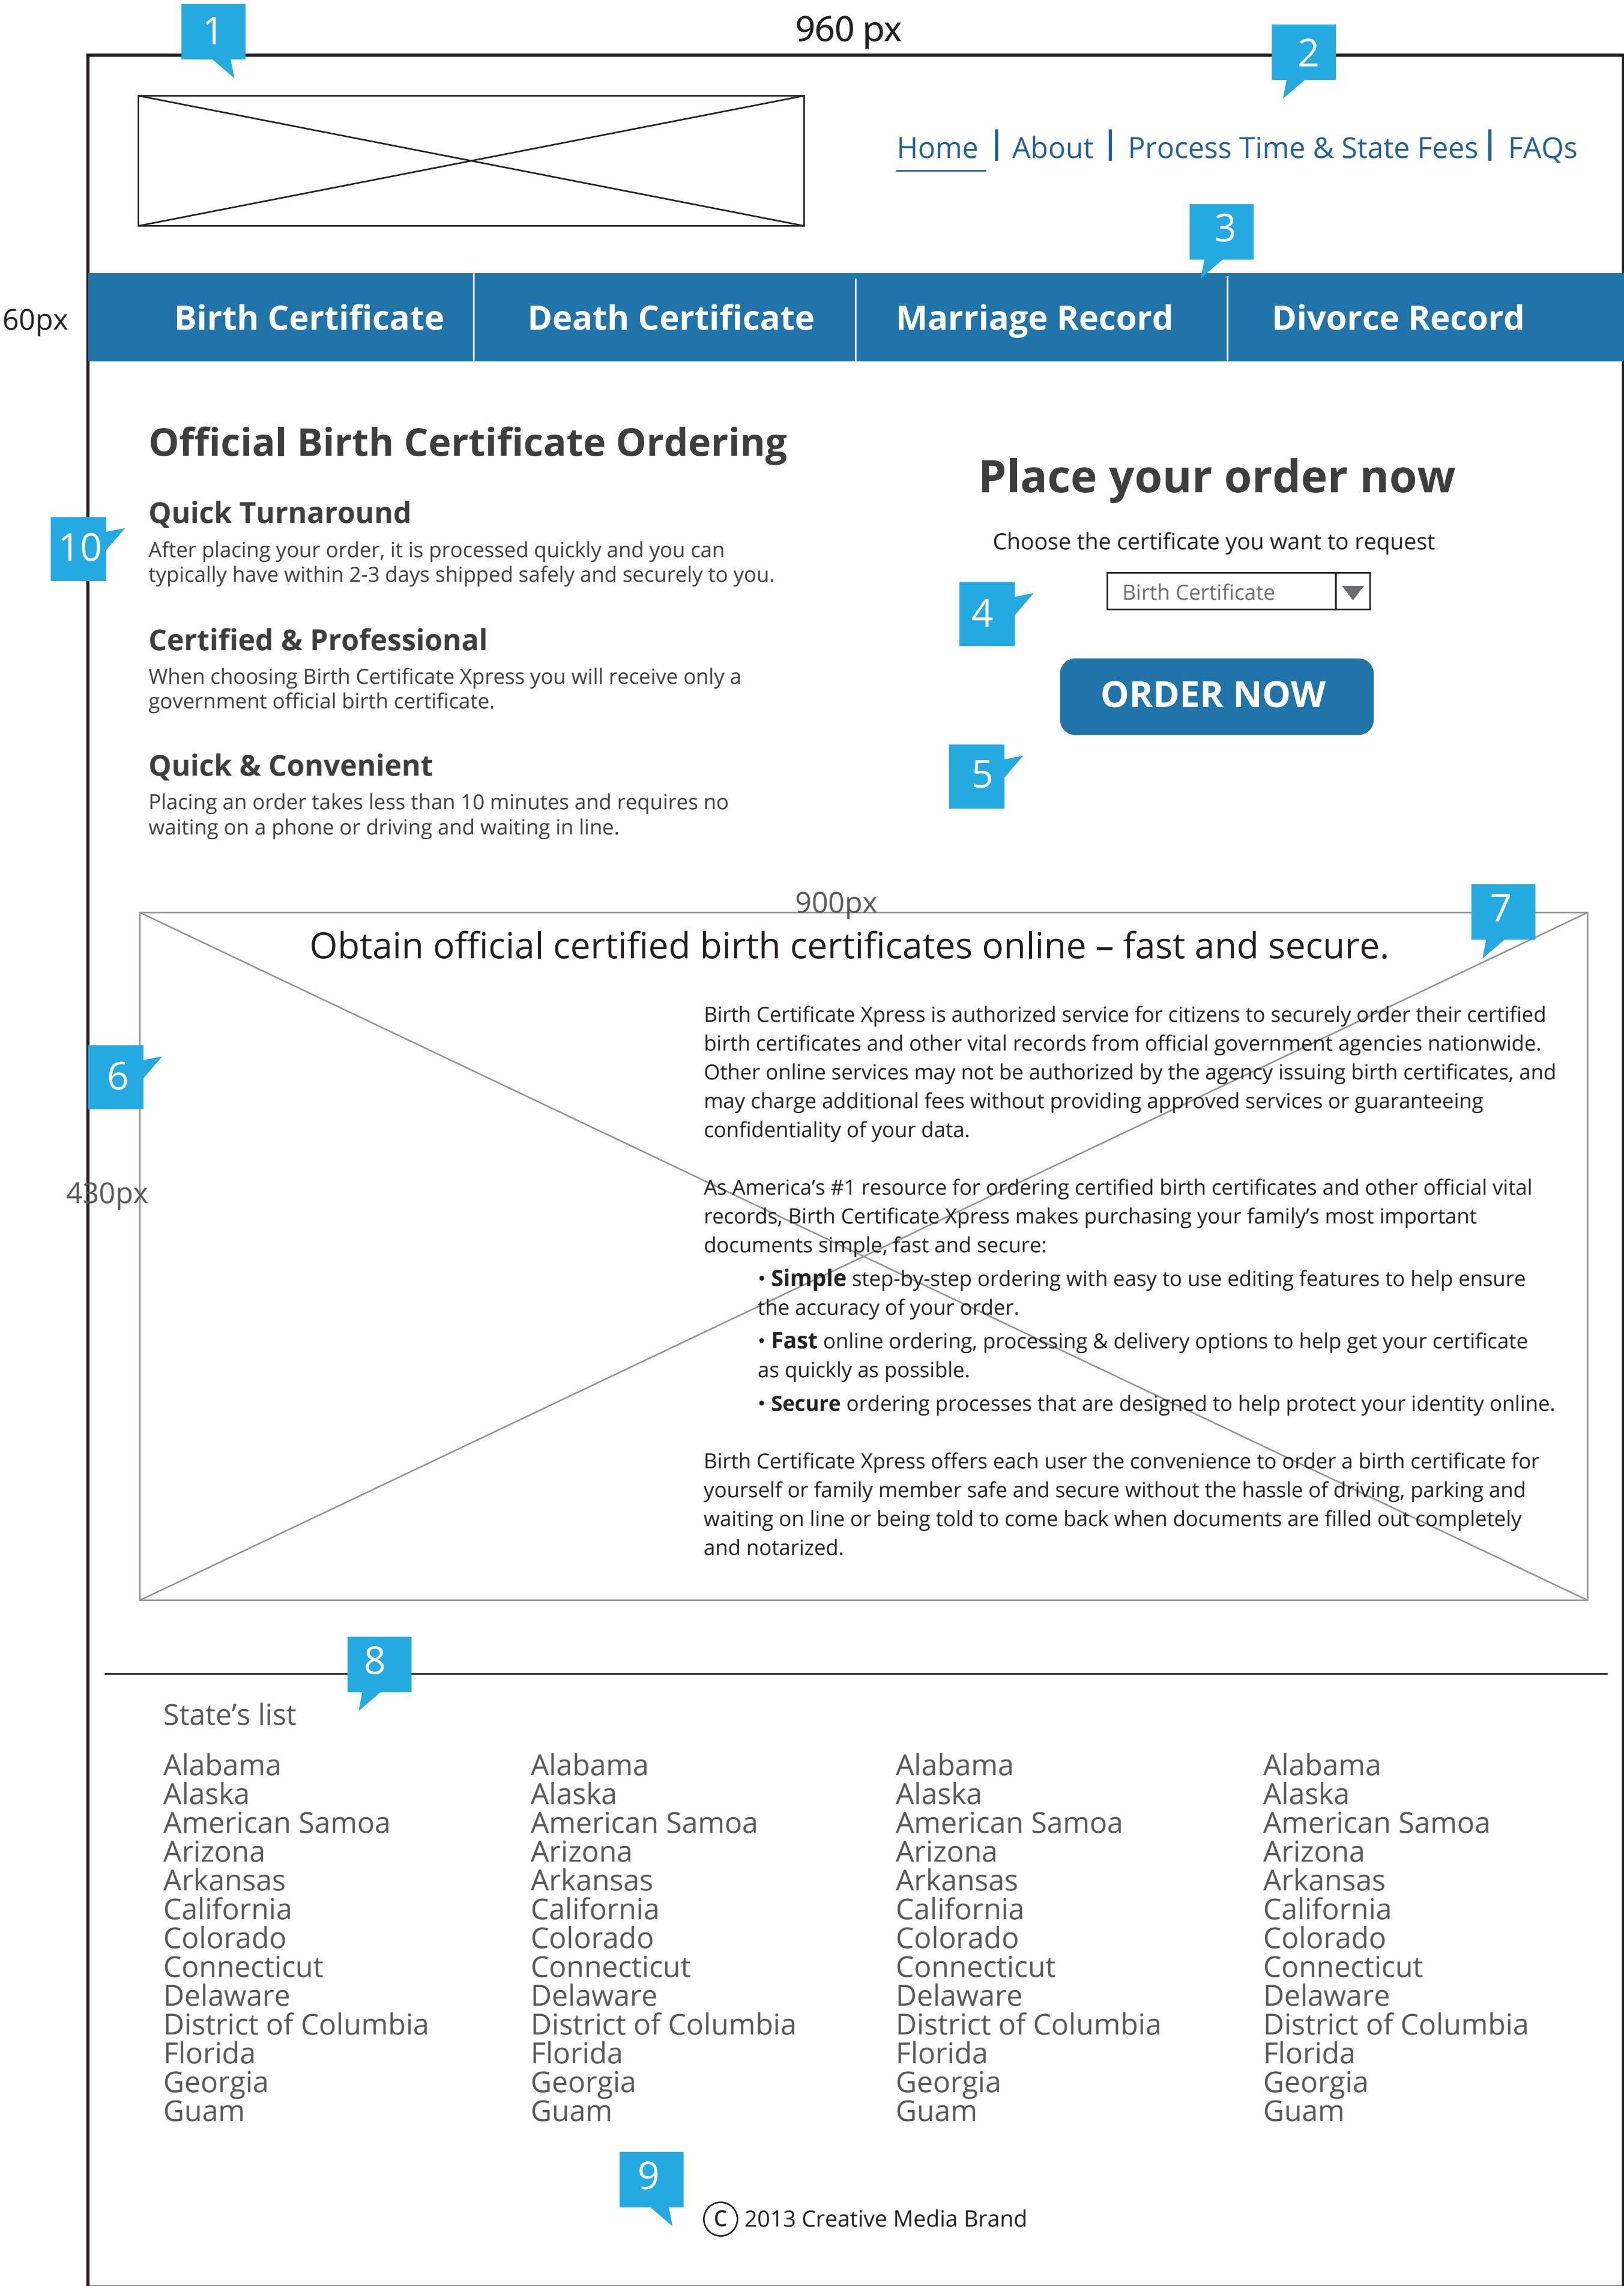 1
960 px
2
Home | About | Process Time & State Fees | FAQs
3
60px
Birth Certificate
Death Certificate
Marriage Record
Divorce Record
Official Birth Certificate Ordering
Quick Turnaround
10
After placing your order, it is processed quickly and you can
typically have within 2-3 days shipped safely and securely to you.
Certified & Professional
When choosing Birth Certificate Xpress you will receive only a
government official birth certificate.
Quick & Convenient
Placing an order takes less than 10 minutes and requires no
waiting on a phone or driving and waiting in line.
Place your order now
Choose the certificate you want to request
Birth Certificate
4
ORDER NOW
5
900px
7
Obtain official certified birth certificates online – fast and secure.
6
430px
Birth Certificate Xpress is authorized service for citizens to securely order their certified
birth certificates and other vital records from official government agencies nationwide.
Other online services may not be authorized by the agency issuing birth certificates, and
may charge additional fees without providing approved services or guaranteeing
confidentiality of your data.
As America’s #1 resource for ordering certified birth certificates and other official vital
records, Birth Certificate Xpress makes purchasing your family’s most important
documents simple, fast and secure:
• Simple step-by-step ordering with easy to use editing features to help ensure
the accuracy of your order.
• Fast online ordering, processing & delivery options to help get your certificate
as quickly as possible.
• Secure ordering processes that are designed to help protect your identity online.
Birth Certificate Xpress offers each user the convenience to order a birth certificate for
yourself or family member safe and secure without the hassle of driving, parking and
waiting on line or being told to come back when documents are filled out completely
and notarized.
8
State’s list
Alabama
Alaska
American Samoa
Arizona
Arkansas
California
Colorado
Connecticut
Delaware
District of Columbia
Florida
Georgia
Guam
Alabama
Alaska
American Samoa
Arizona
Arkansas
California
Colorado
Connecticut
Delaware
District of Columbia
Florida
Georgia
Guam
Alabama
Alaska
American Samoa
Arizona
Arkansas
California
Colorado
Connecticut
Delaware
District of Columbia
Florida
Georgia
Guam
Alabama
Alaska
American Samoa
Arizona
Arkansas
California
Colorado
Connecticut
Delaware
District of Columbia
Florida
Georgia
Guam
9
© 2013 Creative Media Brand